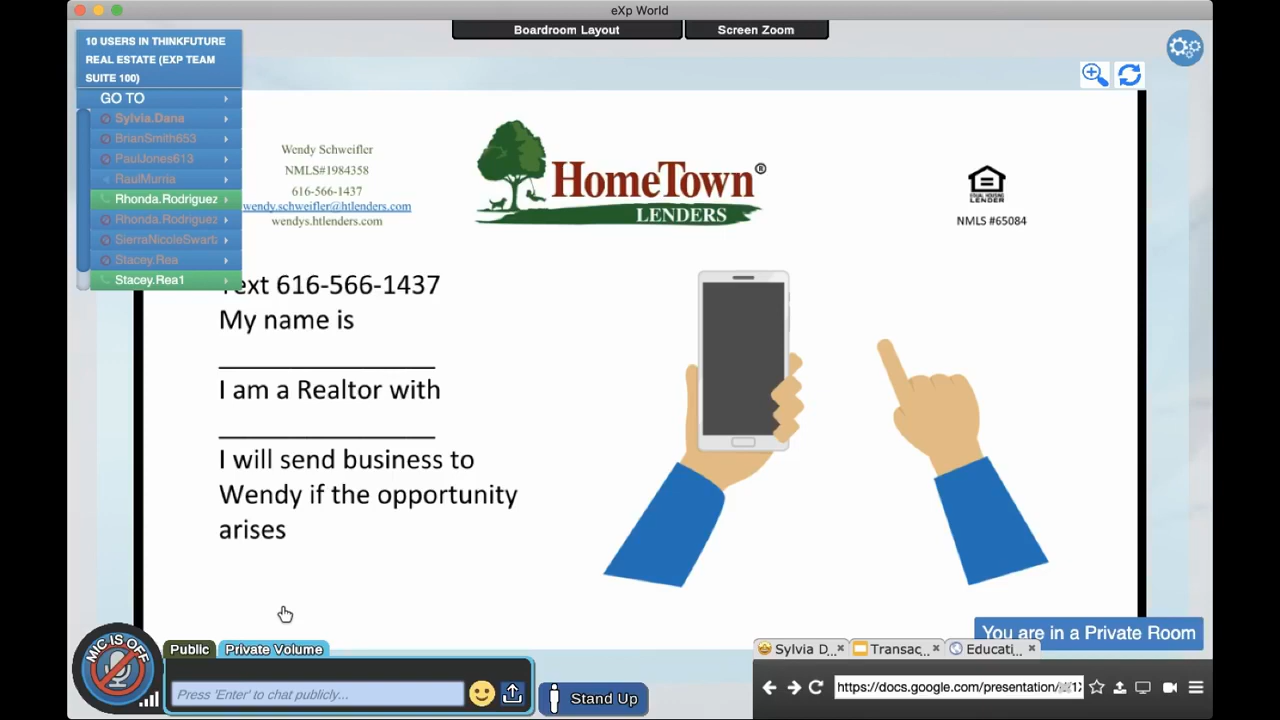 eXp World
Boardroom Layout
Screen Zoom
10 USERS IN THINKFUTURE
REAL ESTATE (EXP TEAM
SUITE 100)
GO TO
Sylvia.Dana
BrianSmith653
PaulJones613
RaulMurria
Rhonda.Rodriguez
Rhonda.Rodriguez
SierraNicoleSwart
Stacey.Rea
Stacey.Rea1
Wendy Schweifler
NMLS#1984358
616-566-1437
wendy.schweifler@htlenders.com
wendys.htlenders.com
HomeTown®
LENDERS
EQUAL HOUSING
LENDER
NMLS #65084
Text 616-566-1437
My name is
I am a Realtor with
I will send business to
Wendy if the opportunity
arises
You are in a Private Room
MIC IS OFF
Public
Private Volume
Press 'Enter' to chat publicly...
Stand Up
Sylvia D...
Transac...
Educati...
https://docs.google.com/presentation/